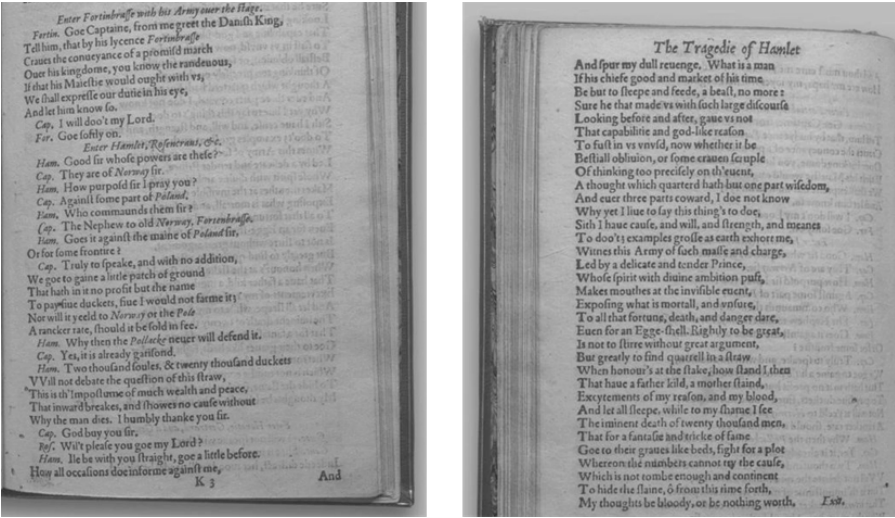 Enter Fortinbrasse with his Army ouer the stage.
Fortin. Goe Captaine, from me greet the Daniſh King,
Tell him, that by his lycence Fortinbraſſe
Craues the conueyance of a promiſd march
Ouer his kingdome, you know the randeuous,
If that his Maieſtie would ought with vs,
We ſhall expreſſe our dutie in his eye,
And let him know ſo.
Cap. I will doo't my Lord.
For. Goe ſoftly on.
Enter Hamlet, Roſencraus, &c.
Ham. Good ſir whoſe powers are theſe?
Cap. They are of Norway ſir.
Ham. How purpoſd ſir I pray you?
Cap. Againſt ſome part of Poland.
Ham. Who commaunds them ſir?
Cap. The Nephew to old Norway, Fortenbraſſe.
Ham. Goes it againſt the maine of Poland ſir,
Or for ſome frontire?
Cap. Truly to ſpeake, and with no addition,
We goe to gaine a little patch of ground
That hath in it no profit but the name
To pay fiue duckets, fiue I would not farme it;
Nor will it yeeld to Norway or the Pole
A rancker rate, ſhould it be ſold in fee.
Ham. Why then the Pollacke neuer will defend it.
Cap. Yes, it is already gariſond.
Ham. Two thouſand ſoules, & twenty thouſand duckets
VVill not debate the queſtion of this ſtraw,
This is th'Impoſtume of much wealth and peace,
That inward breakes, and ſhowes no cauſe without
Why the man dies. I humbly thanke you ſir.
Cap. God buy you ſir.
Roſ. Wil't pleaſe you goe my Lord?
Ham. Ile be with you ſtraight, goe a little before.
How all occaſions doe informe againſt me,
K 3 And
The Tragedie of Hamlet
And ſpur my dull reuenge. What is a man
If his chiefe good and market of his time
Be but to ſleepe and feede, a beaſt, no more:
Sure he that made vs with ſuch large diſcourſe
Looking before and after, gaue vs not
That capabilitie and god-like reaſon
To fuſt in vs vnvſd, now whether it be
Beſtiall obliuion, or ſome crauen ſcruple
Of thinking too preciſely on th'euent,
A thought which quarterd hath but one part wiſedom,
And euer three parts coward, I doe not know
Why yet I liue to ſay this thing's to doe,
Sith I haue cauſe, and will, and ſtrength, and meanes
To doo't; examples groſſe as earth exhort me,
Witnes this Army of ſuch maſſe and charge,
Led by a delicate and tender Prince,
Whoſe ſpirit with diuine ambition puft,
Makes mouthes at the inviſible euent,
Expoſing what is mortall, and vnſure,
To all that fortune, death, and danger dare,
Euen for an Egge-ſhell. Rightly to be great,
Is not to ſtirre without great argument,
But greatly to find quarrell in a ſtraw
When honour's at the ſtake, how ſtand I then
That haue a father kild, a mother ſtaind,
Excytements of my reaſon, and my blood,
And let all ſleepe, while to my ſhame I ſee
The iminent death of twenty thouſand men,
That for a fantaſie and tricke of fame
Goe to their graues like beds, fight for a plot
Whereon the numbers cannot try the cauſe,
Which is not tombe enough and continent
To hide the ſlaine, ô from this time forth,
My thoughts be bloody, or be nothing worth. Exit.